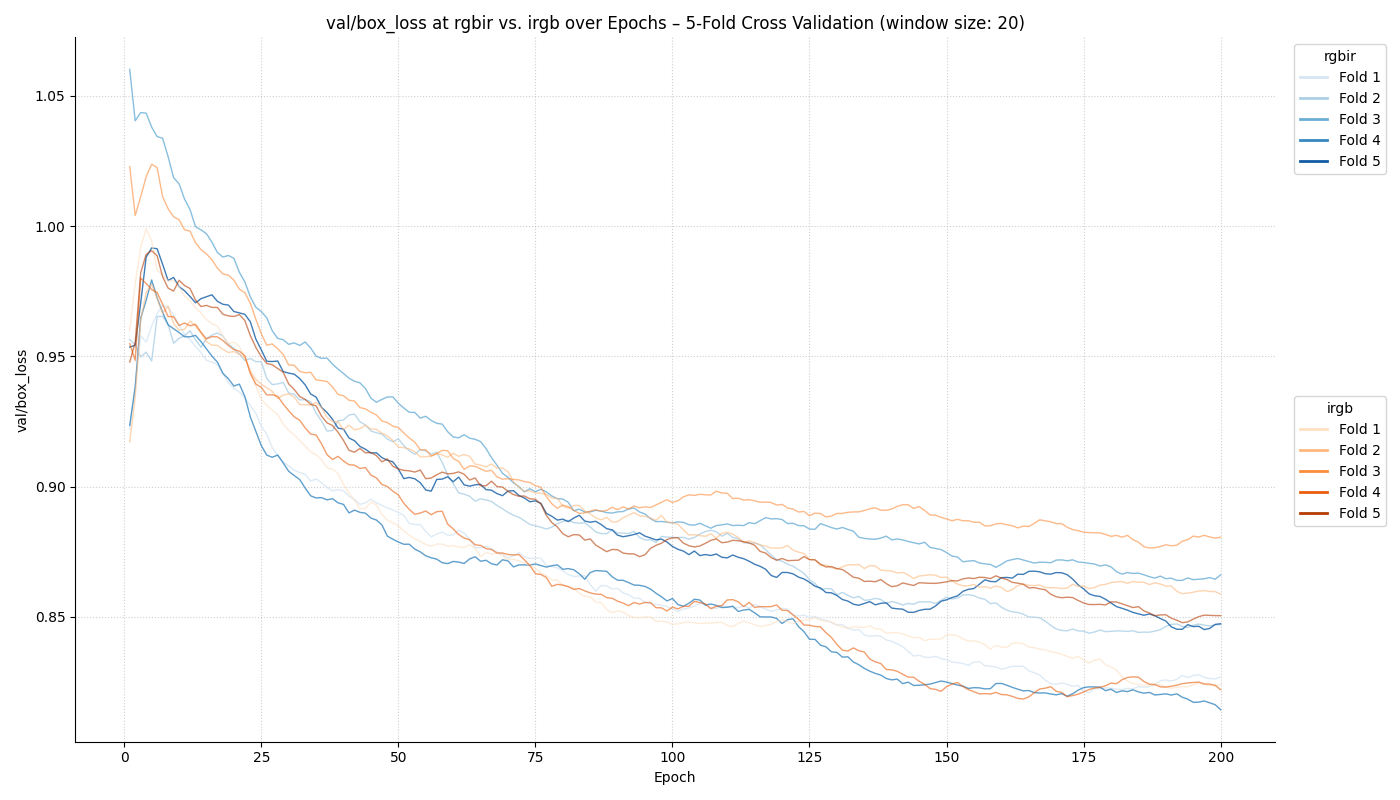 val/box_loss at rgbir vs. irgb over Epochs – 5-Fold Cross Validation (window size: 20)
rgbir
Fold 1
Fold 2
Fold 3
Fold 4
Fold 5
irgb
Fold 1
Fold 2
Fold 3
Fold 4
Fold 5
val/box_loss
1.05
1.00
0.95
0.90
0.85
0 25 50 75 100 125 150 175 200
Epoch